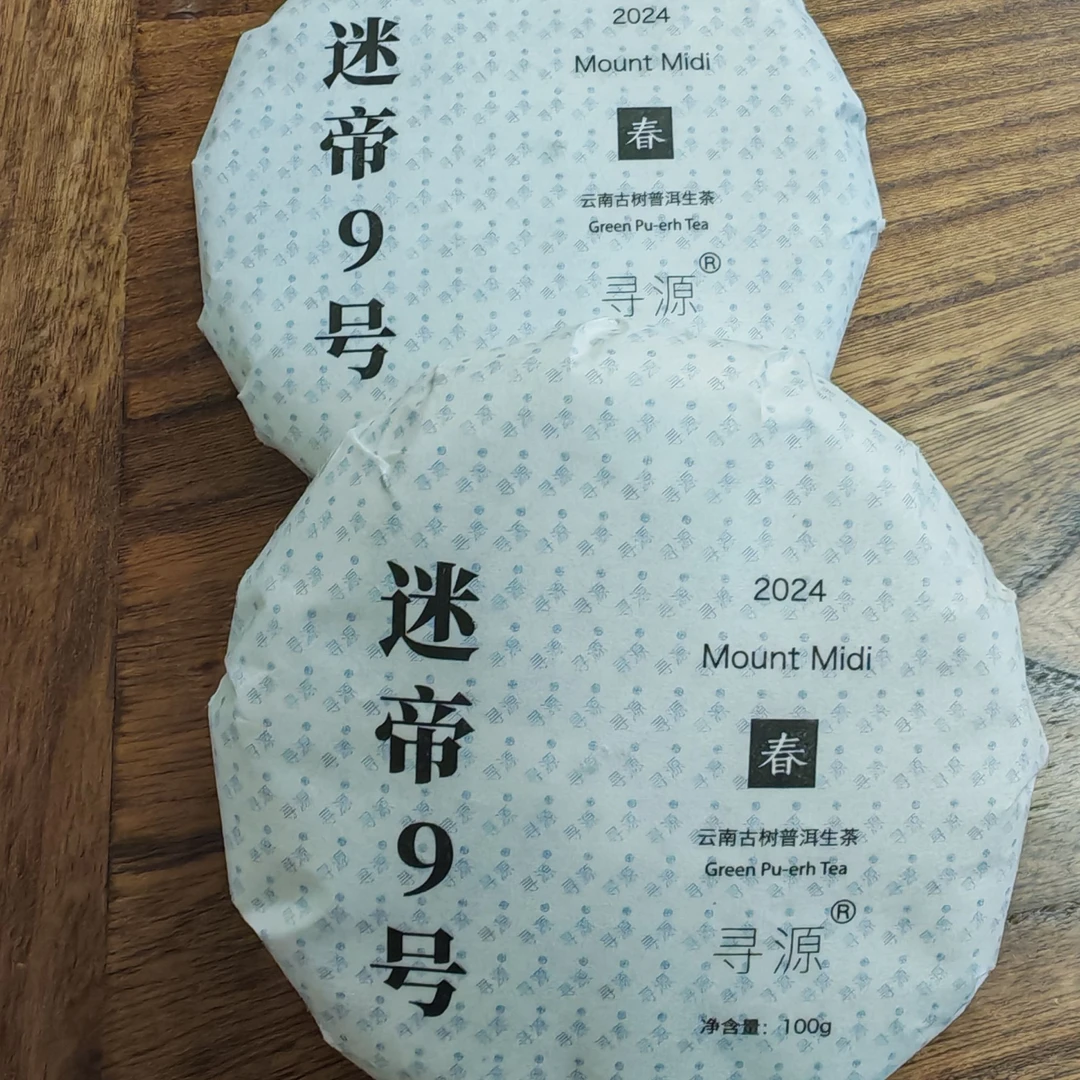 迷帝9号
2024
Mount Midi
春
云南古树普洱生茶
Green Pu-erh Tea
寻源®
迷帝9号
2024
Mount Midi
春
云南古树普洱生茶
Green Pu-erh Tea
寻源®
净含量：100g